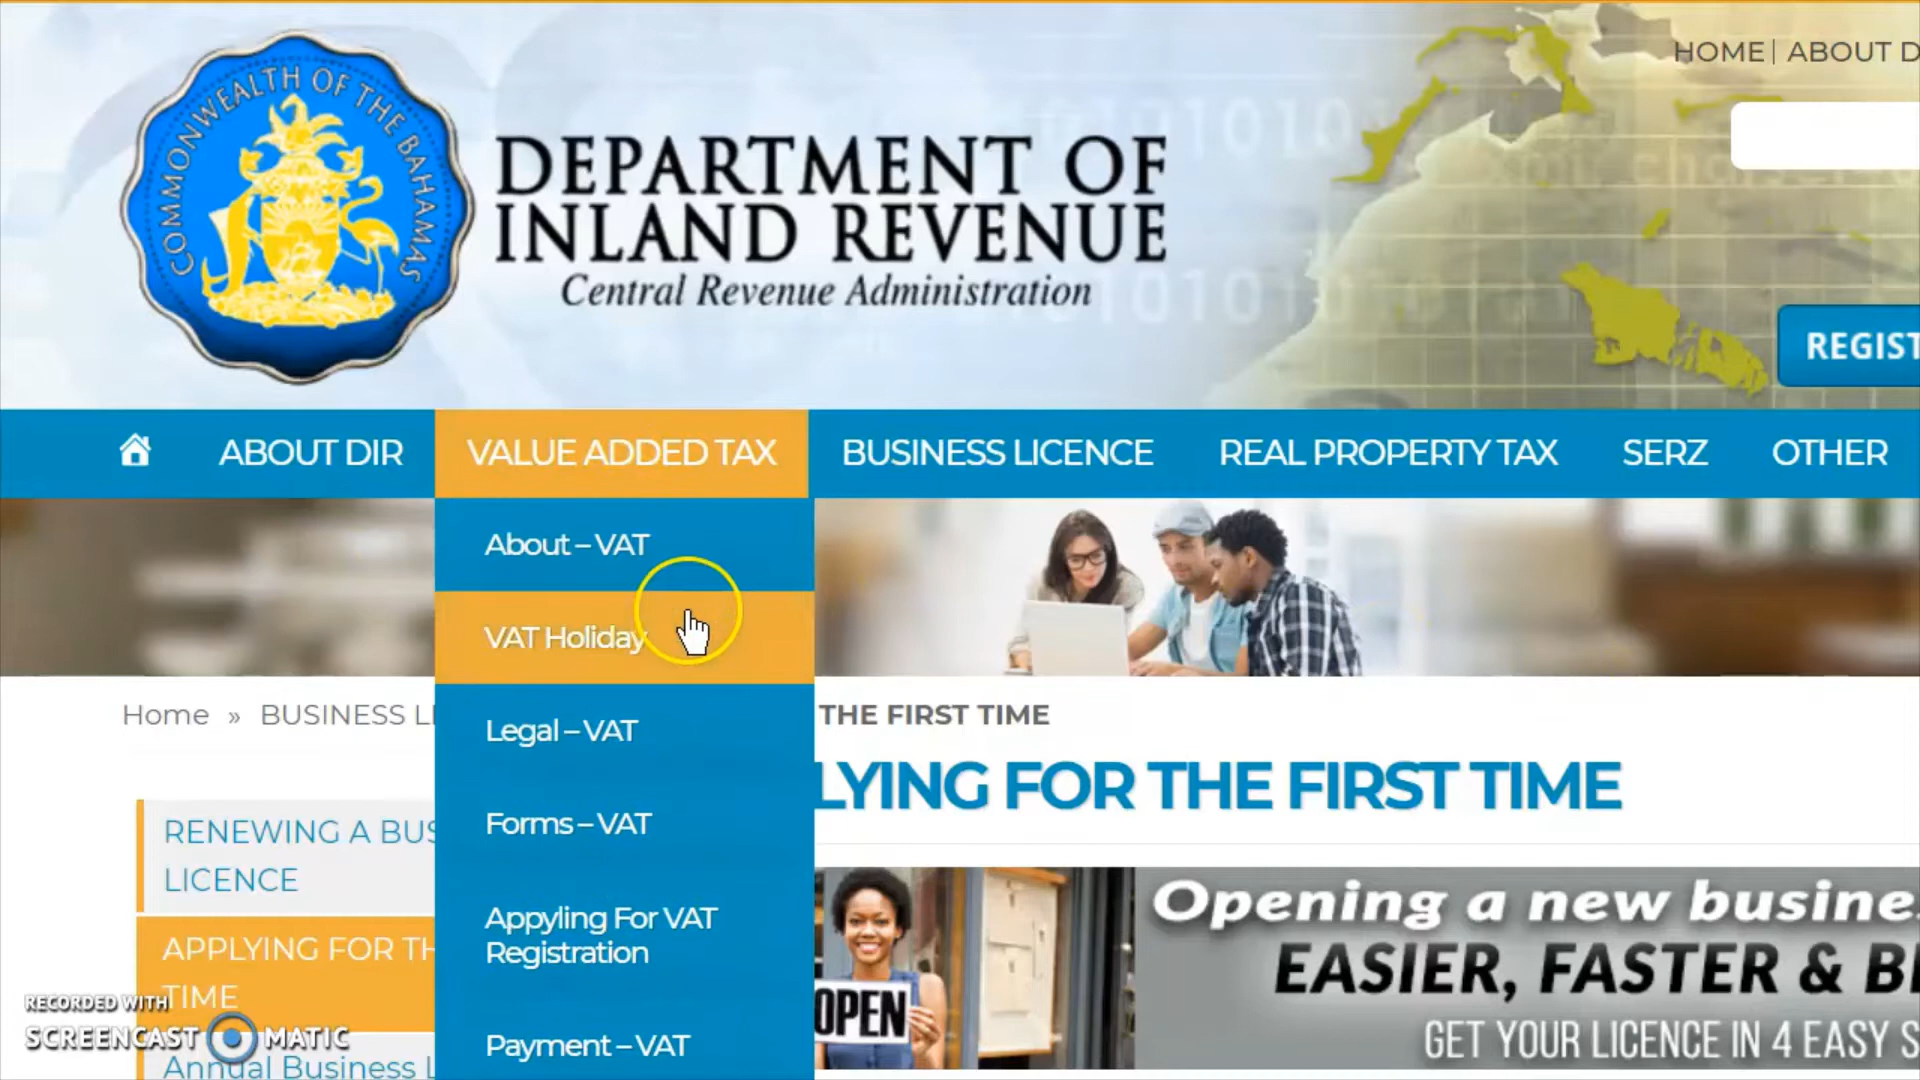 HOME | ABOUT D
COMMONWEALTH OF THE BAHAMAS
DEPARTMENT OF
INLAND REVENUE
Central Revenue Administration
REGIST
ABOUT DIR
VALUE ADDED TAX
BUSINESS LICENCE
REAL PROPERTY TAX
SERZ
OTHER
About – VAT
VAT Holiday
Legal – VAT
Forms – VAT
Appyling For VAT
Registration
Payment – VAT
Home » BUSINESS LI
THE FIRST TIME
LYING FOR THE FIRST TIME
RENEWING A BUS
LICENCE
APPLYING FOR TH
TIME
Annual Business L
Opening a new busine
EASIER, FASTER & B
GET YOUR LICENCE IN 4 EASY S
OPEN
RECORDED WITH
SCREENCAST MATIC